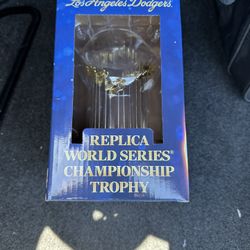 Los Angeles Dodgers
REPLICA
WORLD SERIES®
CHAMPIONSHIP
TROPHY